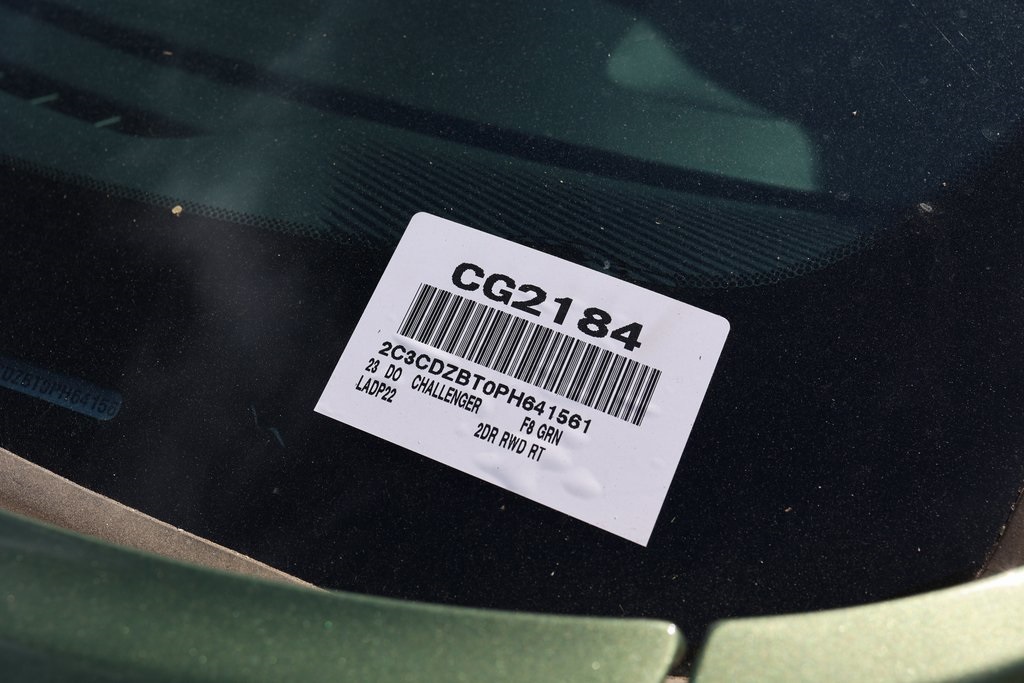 CG2184
2C3CDZBT0PH641561
23 DO CHALLENGER F8 GRN
LADP22 2DR RWD RT